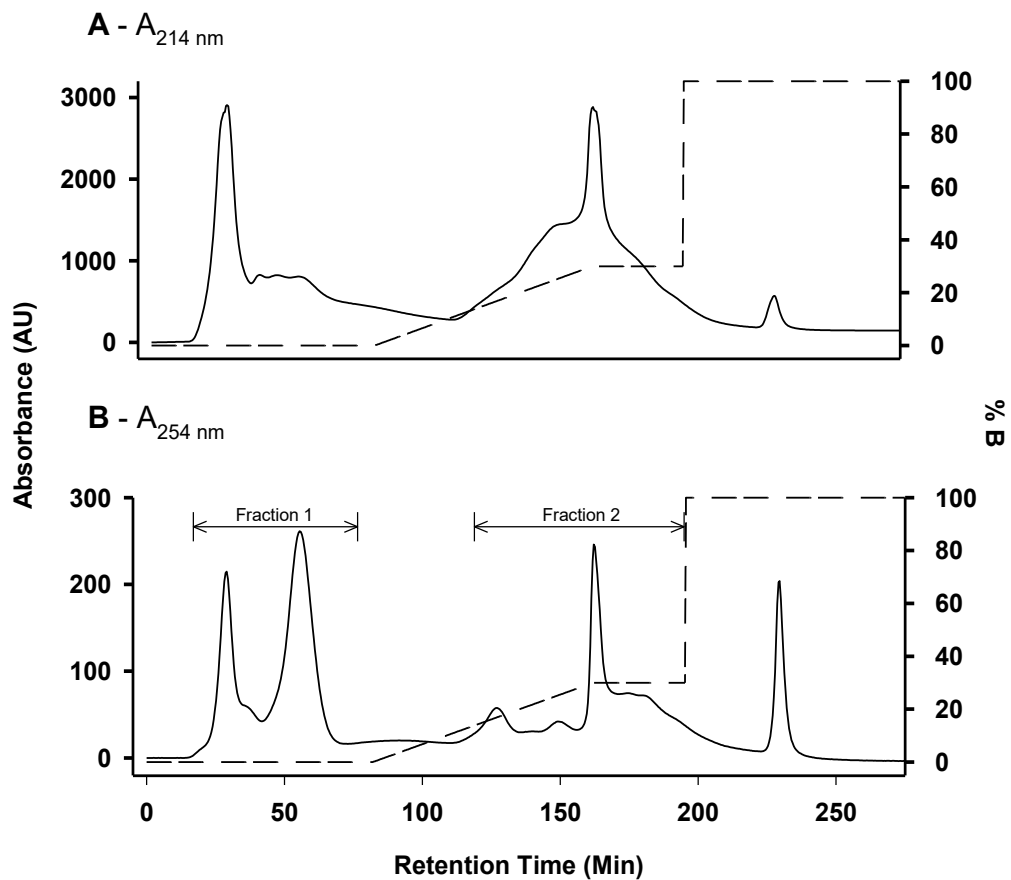 A - A214 nm
3000
2000
1000
0
100
80
60
40
20
0
Absorbance (AU)
% B
B - A254 nm
300
200
100
0
Fraction 1
Fraction 2
100
80
60
40
20
0
0 50 100 150 200 250
Retention Time (Min)